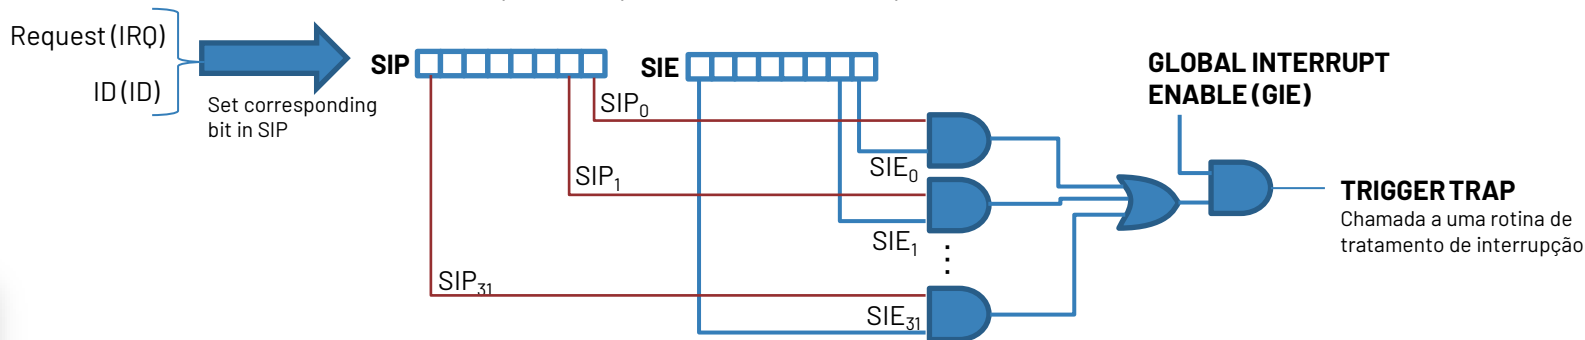 Request (IRQ)
ID (ID)
Set corresponding
bit in SIP
SIP
SIE
SIP0
SIE0
SIP1
SIE1
⋮
SIP31
SIE31
GLOBAL INTERRUPT
ENABLE (GIE)
TRIGGER TRAP
Chamada a uma rotina de
tratamento de interrupção